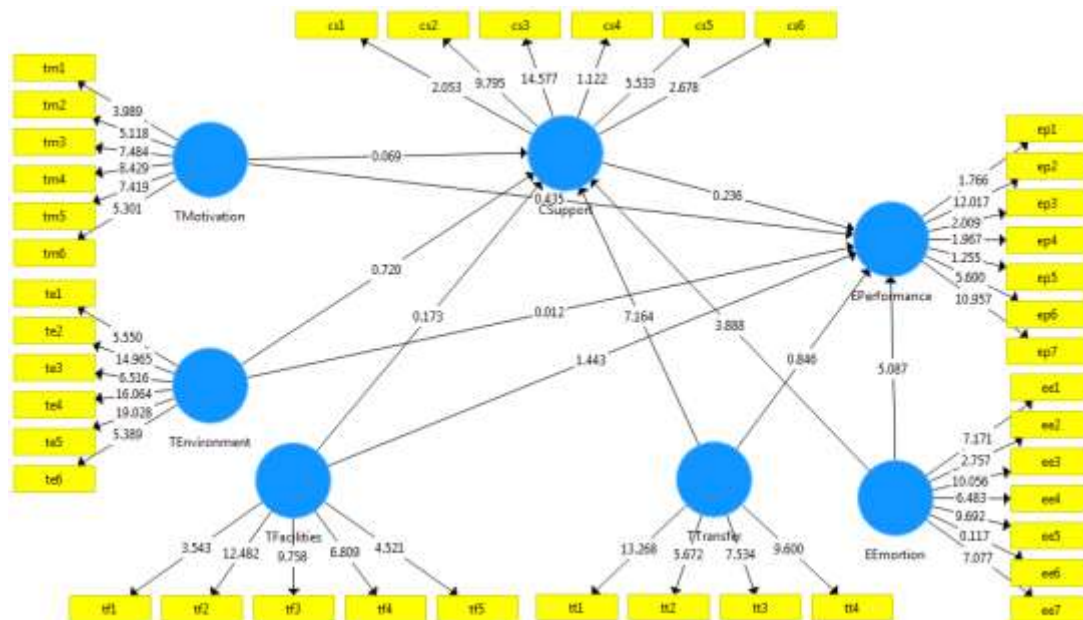 cs1 cs2 cs3 cs4 cs5 cs6
2.053 9.795 14.577 1.122 5.533 2.678
tm1
tm2
tm3
tm4
tm5
tm6
3.989
5.118
7.484
8.429
7.419
5.301
TMotivation
0.069
CSupport
0.435
0.236
ep1
ep2
ep3
ep4
ep5
ep6
ep7
1.766
12.017
2.009
1.967
1.255
5.600
10.957
EPerformance
te1
te2
te3
te4
te5
te6
5.550
14.965
6.516
16.064
19.028
5.389
TEnvironment
0.720
0.012
0.173
1.443
7.164
3.888
0.846
5.087
TFacilities
3.543
12.482
9.758
6.809
4.521
tf1 tf2 tf3 tf4 tf5
TTransfer
13.268
5.672
7.534
9.600
tt1 tt2 tt3 tt4
EEmortion
7.171
2.757
10.056
6.483
9.692
0.117
7.077
ee1
ee2
ee3
ee4
ee5
ee6
ee7